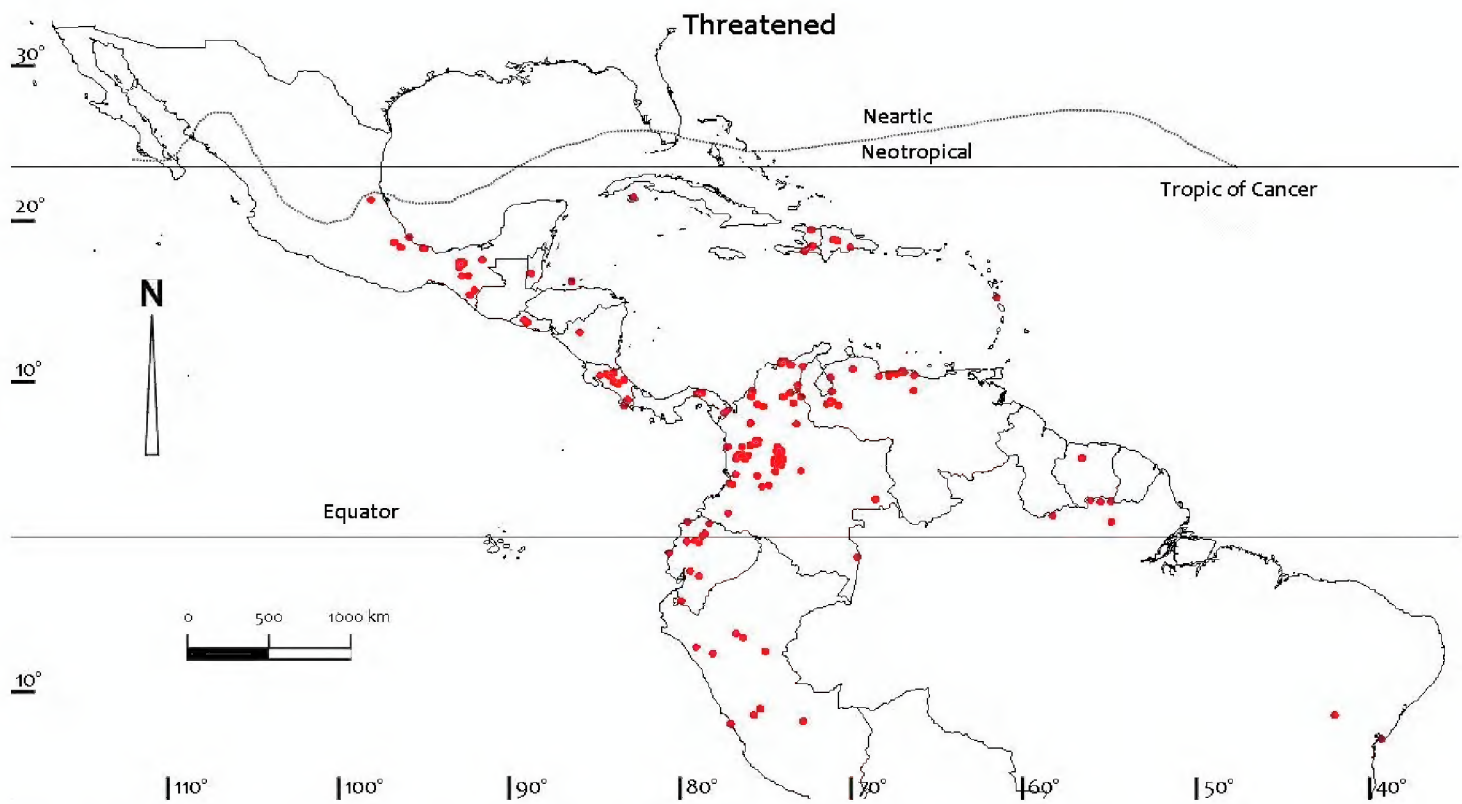 Threatened
30°
Neartic
Neotropical
Tropic of Cancer
20°
N
10°
Equator
0 500 1000 km
10°
110° 100° 90° 80° 70° 60° 50° 40°